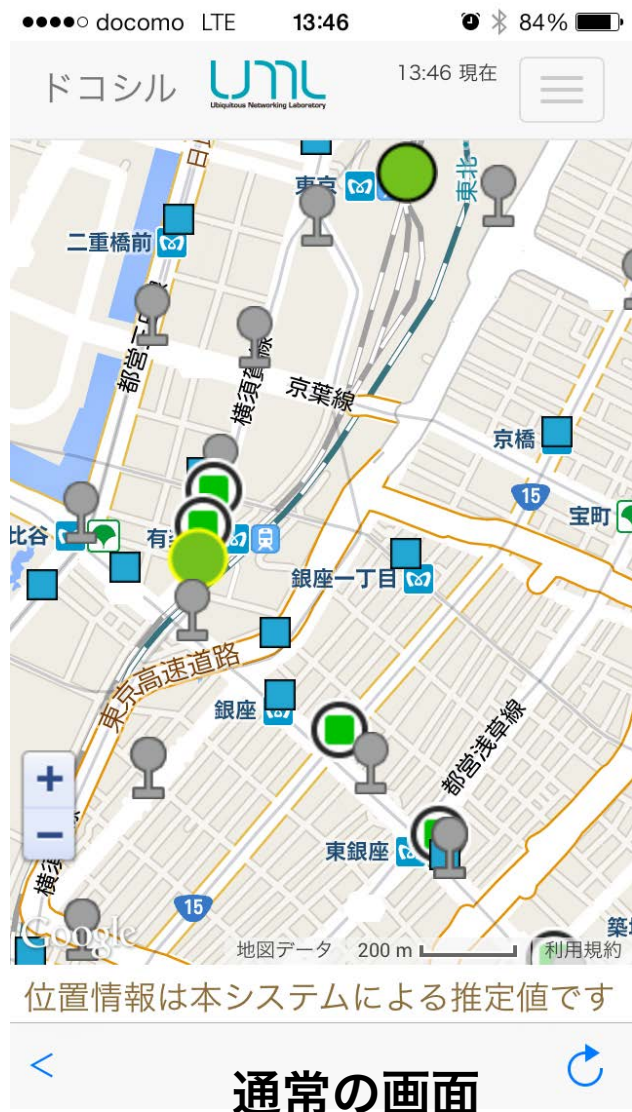 docomo LTE 13:46 84%
ドコシル UNL 13:46 現在
Ubiquitous Networking Laboratory
東京
東北
二重橋前
横須賀線
京葉線
京橋
15
宝町
比谷
銀座一丁目
東京高速道路
銀座
都営浅草線
+
−
東銀座
横須
15
築
Google
地図データ 200 m 利用規約
位置情報は本システムによる推定値です
<
通常の画面